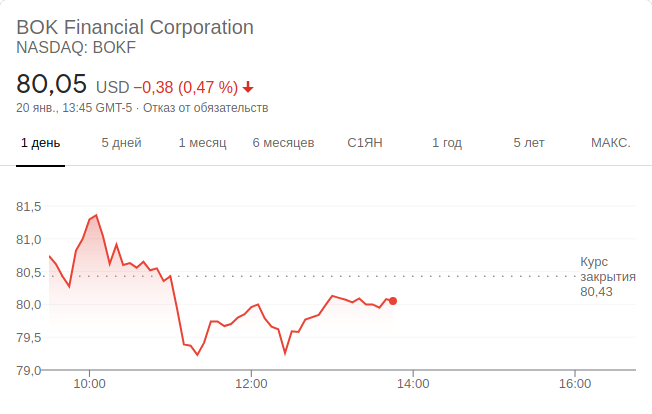 BOK Financial Corporation
NASDAQ: BOKF
80,05 USD −0,38 (0,47 %)
20 янв., 13:45 GMT-5 · Отказ от обязательств
1 день 5 дней 1 месяц 6 месяцев С1ЯН 1 год 5 лет МАКС.
81,5
81,0
80,5
80,0
79,5
79,0
Курс
закрытия
80,43
10:00 12:00 14:00 16:00